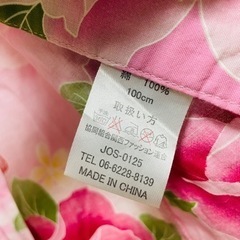 綿 100%
100cm
取扱い方
協同組合関西ファッション連合
JOS-0125
TEL 06-6228-8139
MADE IN CHINA